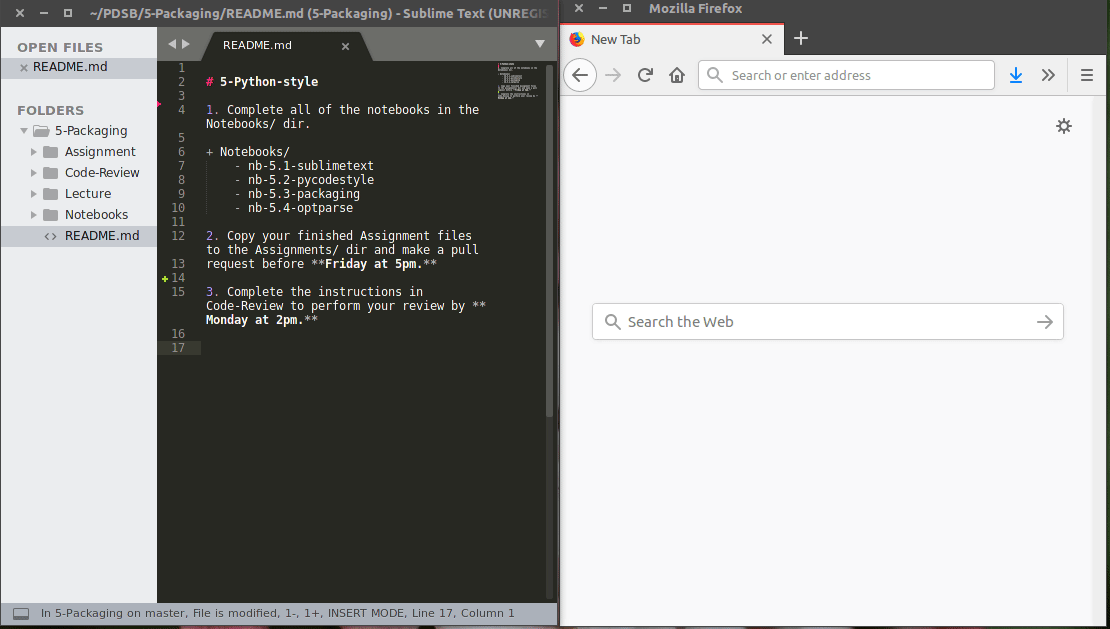 ~/PDSB/5-Packaging/README.md (5-Packaging) - Sublime Text (UNREGIS
OPEN FILES
README.md
FOLDERS
5-Packaging
Assignment
Code-Review
Lecture
Notebooks
README.md
README.md
1
2 # 5-Python-style
3
4 1. Complete all of the notebooks in the
Notebooks/ dir.
5
6 + Notebooks/
7 - nb-5.1-sublimetext
8 - nb-5.2-pycodestyle
9 - nb-5.3-packaging
10 - nb-5.4-optparse
11
12 2. Copy your finished Assignment files
to the Assignments/ dir and make a pull
13 request before **Friday at 5pm.**
14
15 3. Complete the instructions in
Code-Review to perform your review by **
Monday at 2pm.**
16
17
In 5-Packaging on master, File is modified, 1-, 1+, INSERT MODE, Line 17, Column 1
Mozilla Firefox
New Tab
Search or enter address
Search the Web